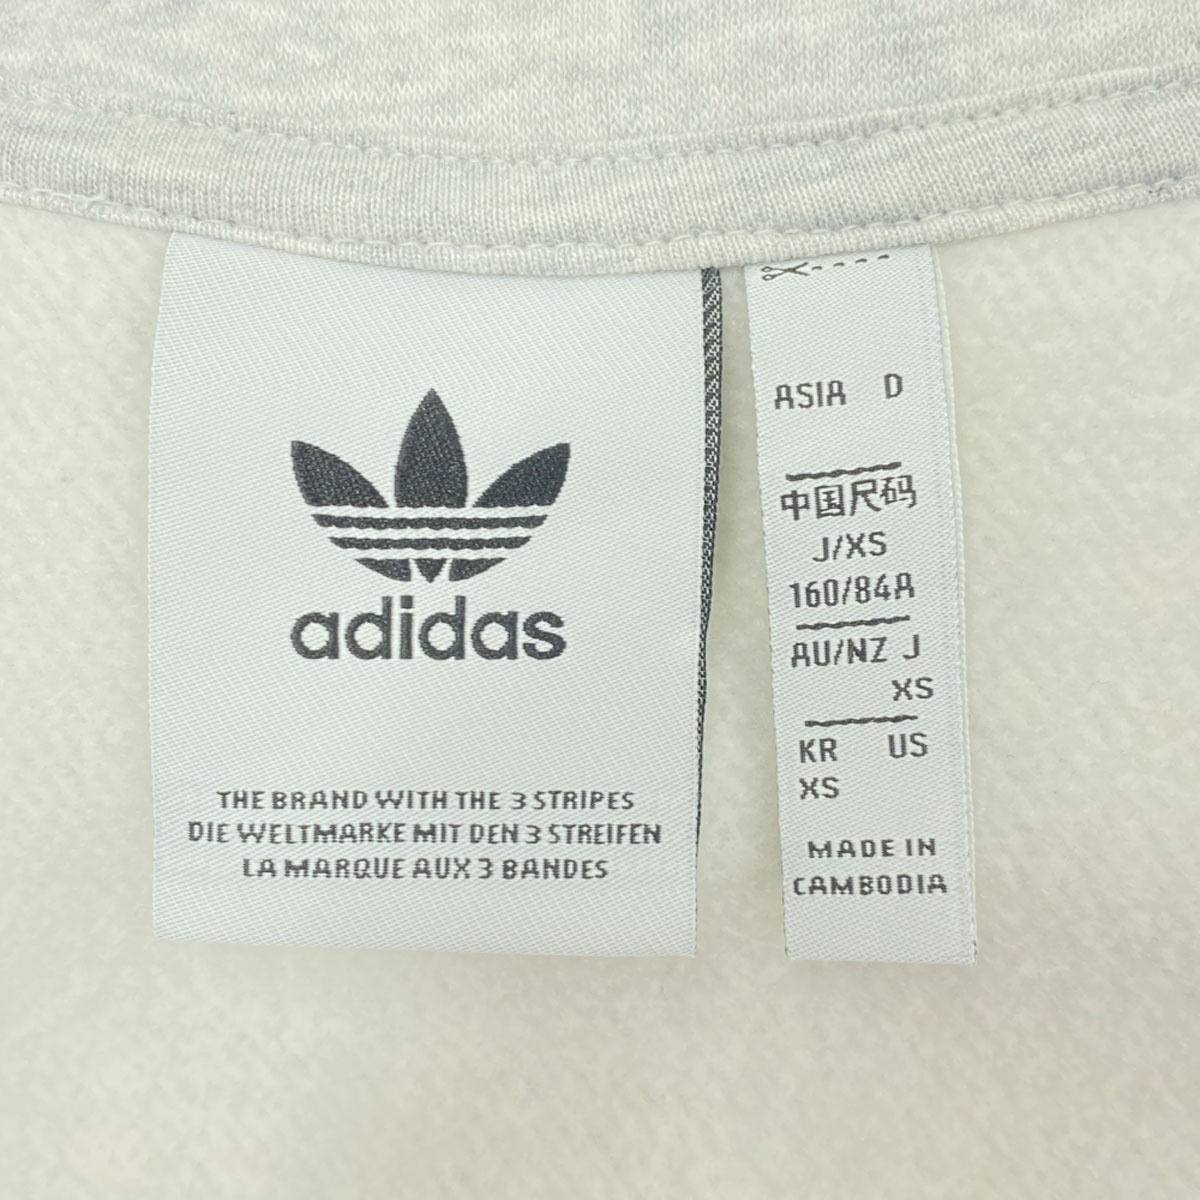 adidas
THE BRAND WITH THE 3 STRIPES
DIE WELTMARKE MIT DEN 3 STREIFEN
LA MARQUE AUX 3 BANDES
ASIA D
中国尺码
J/XS
160/84A
AU/NZ J
XS
KR US
XS
MADE IN
CAMBODIA